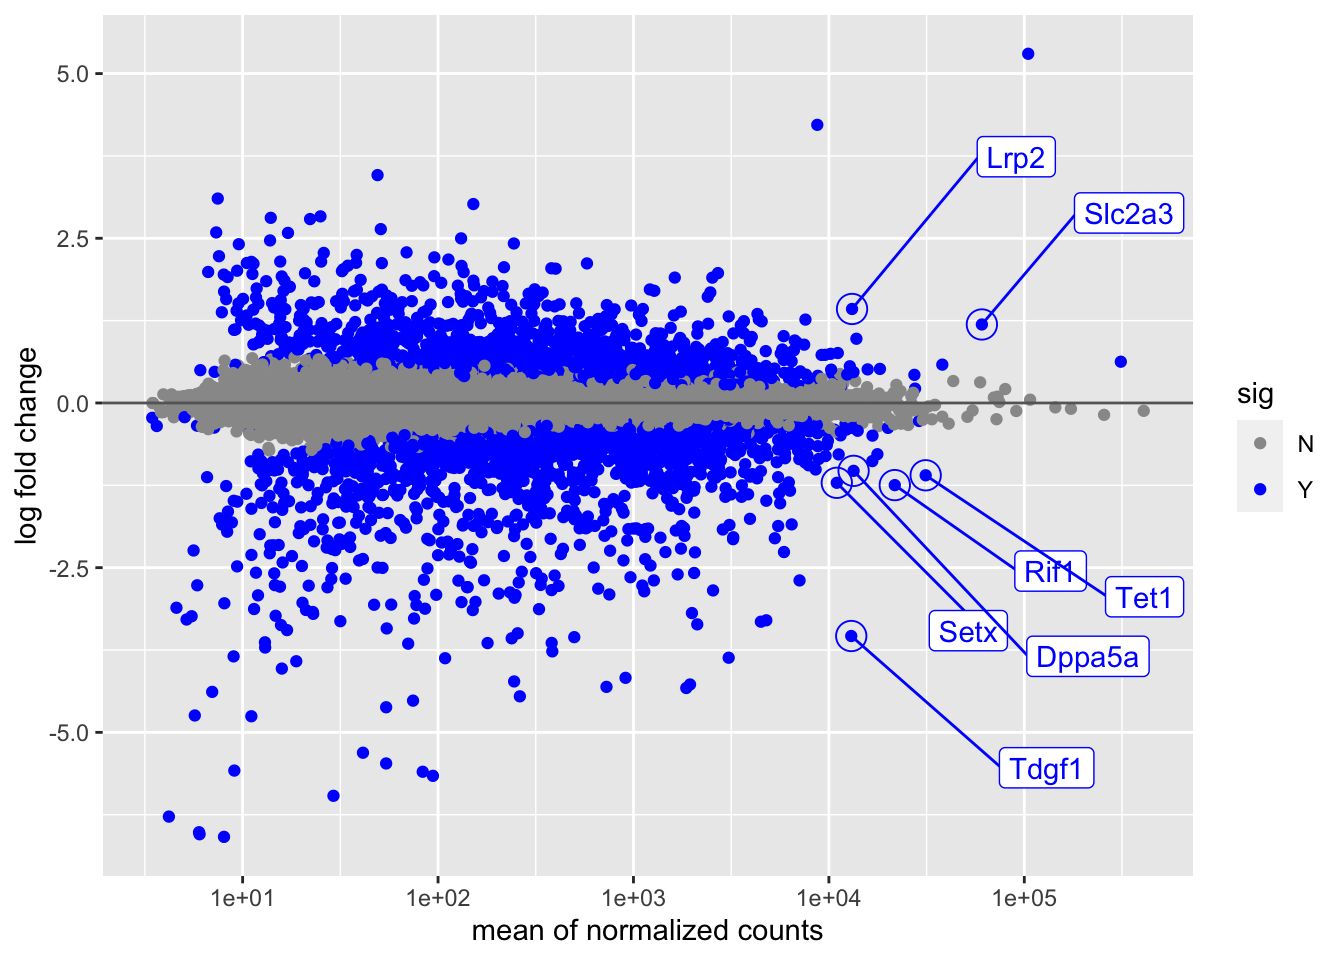 5.0
2.5
0.0
-2.5
-5.0
log fold change
1e+01
1e+02
1e+03
1e+04
1e+05
mean of normalized counts
Lrp2
Slc2a3
Rif1
Tet1
Setx
Dppa5a
Tdgf1
sig
N
Y